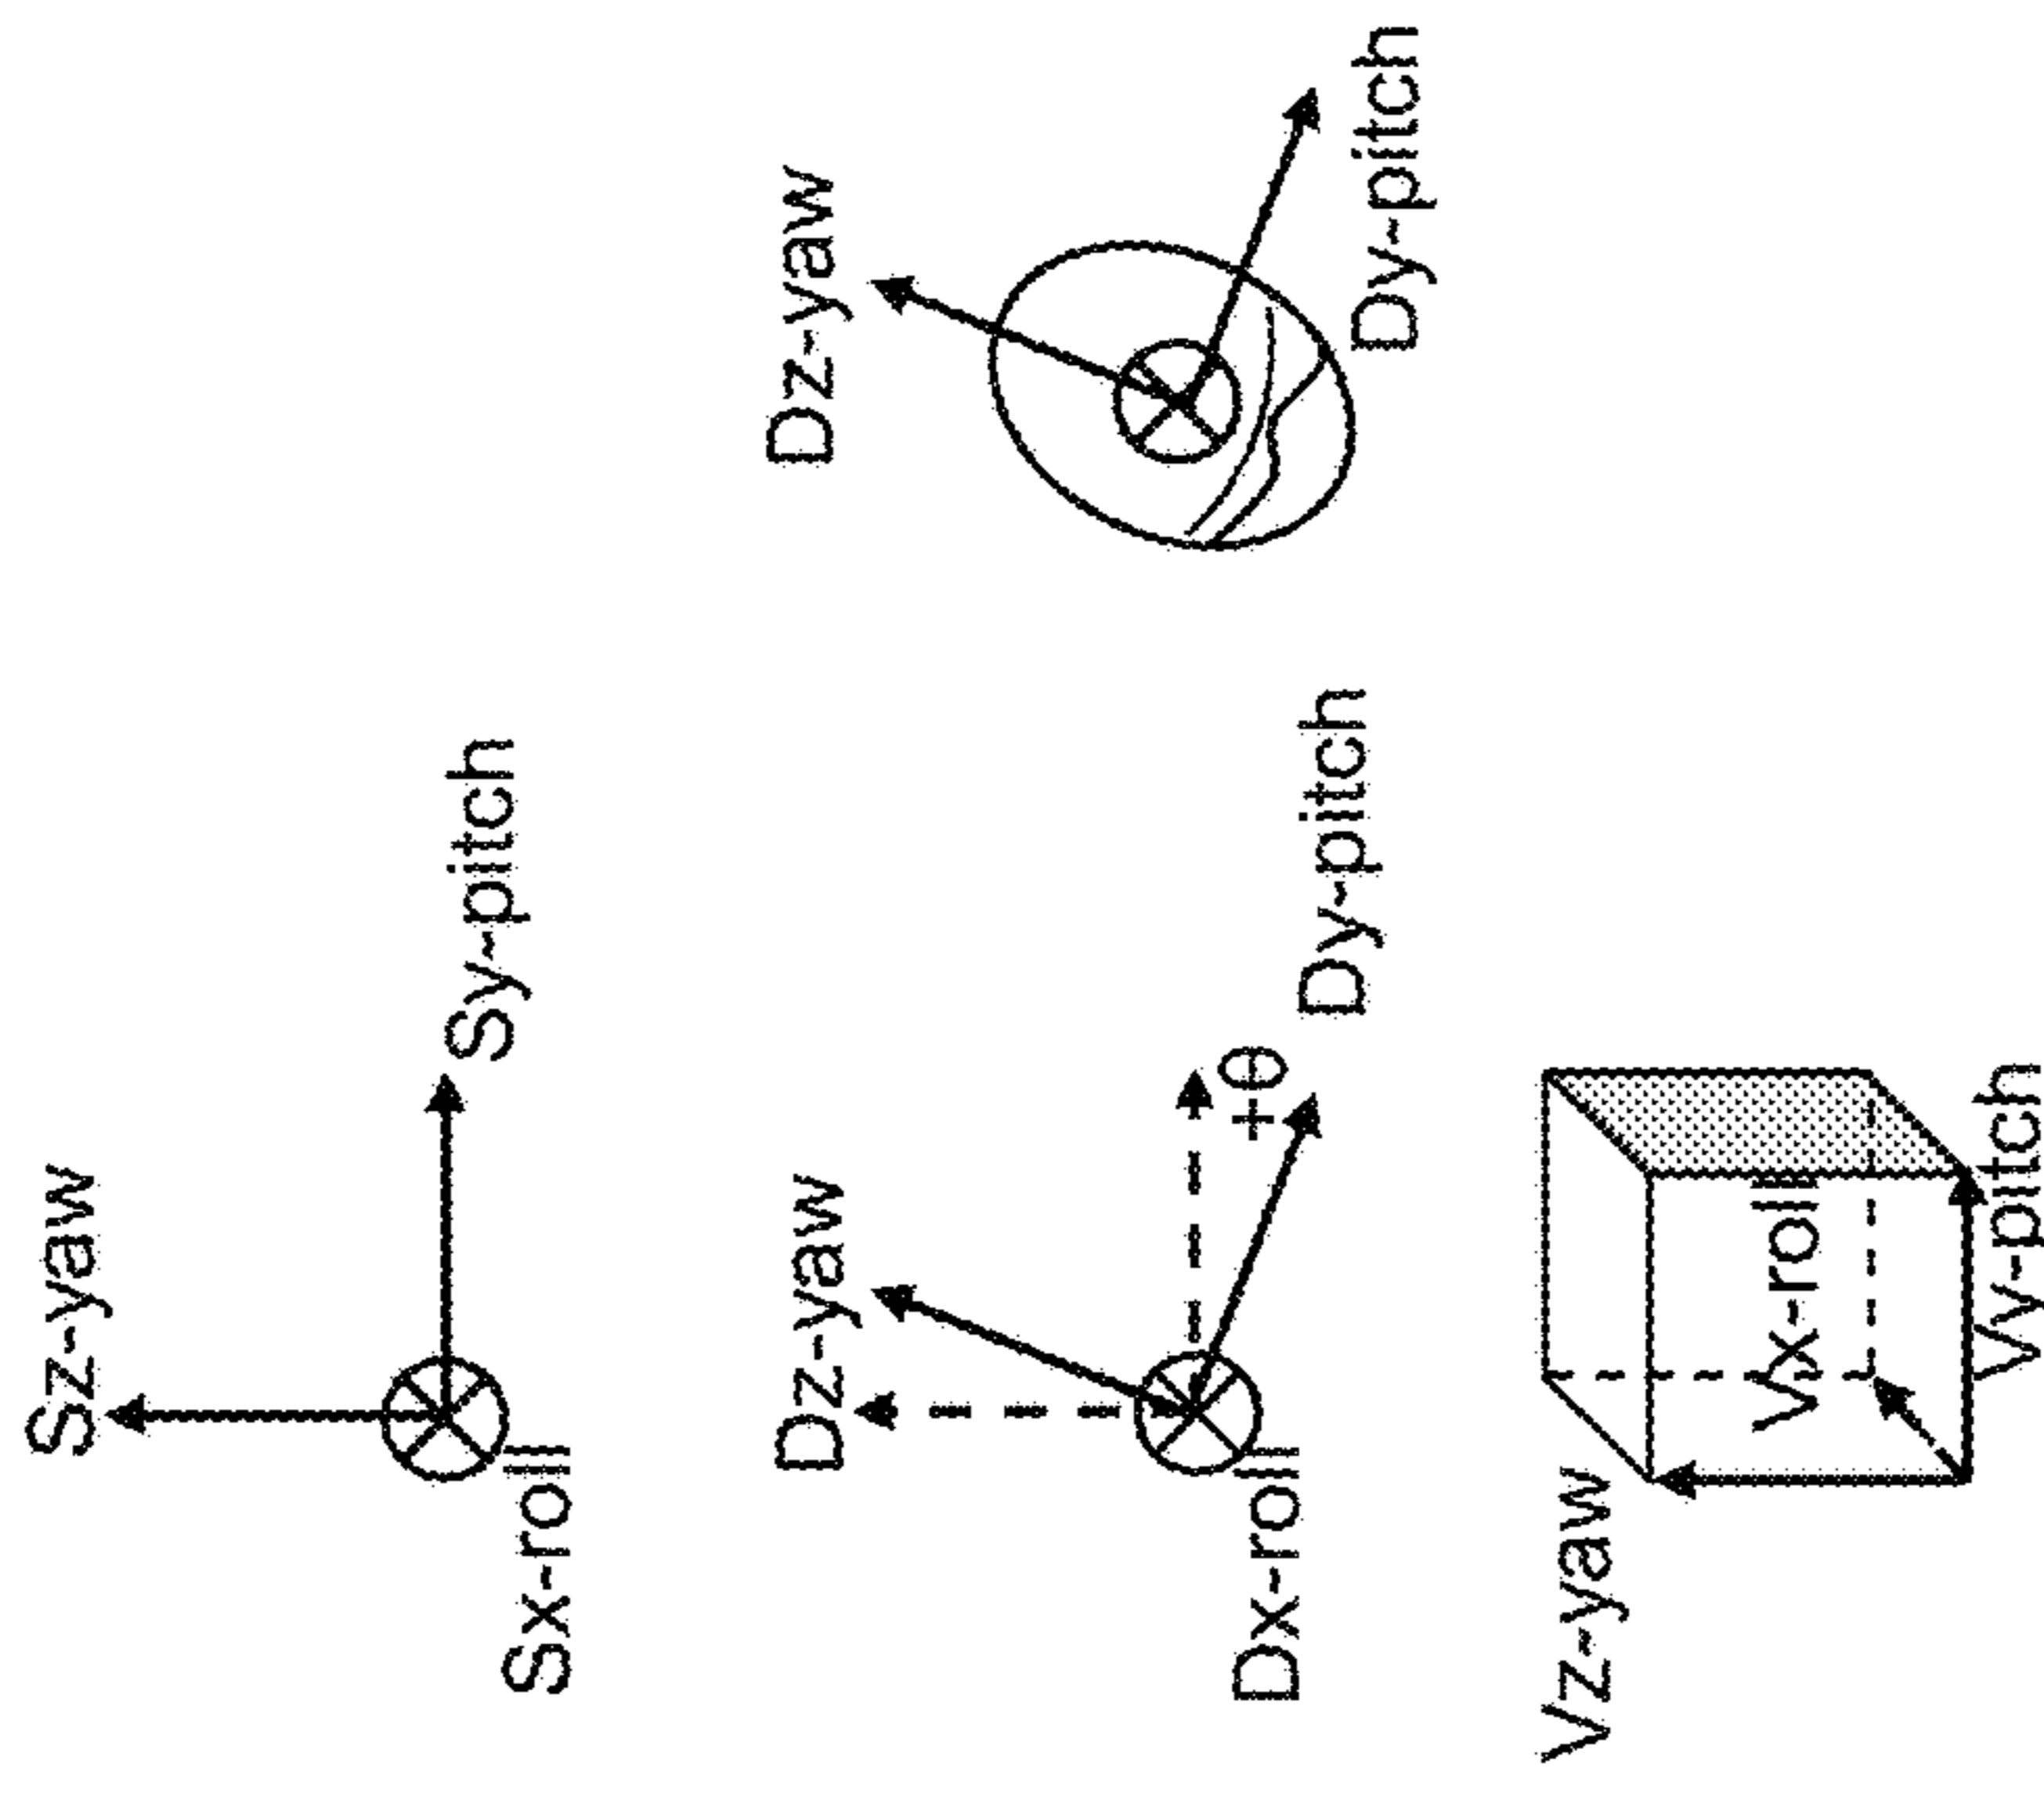 Sz-yaw
Sy-pitch
Sx-roll
Dz-yaw
Dz-yaw
+θ
Dx-roll
Dy-pitch
Dy-pitch
Vz-yaw
Vx-roll
Vy-pitch